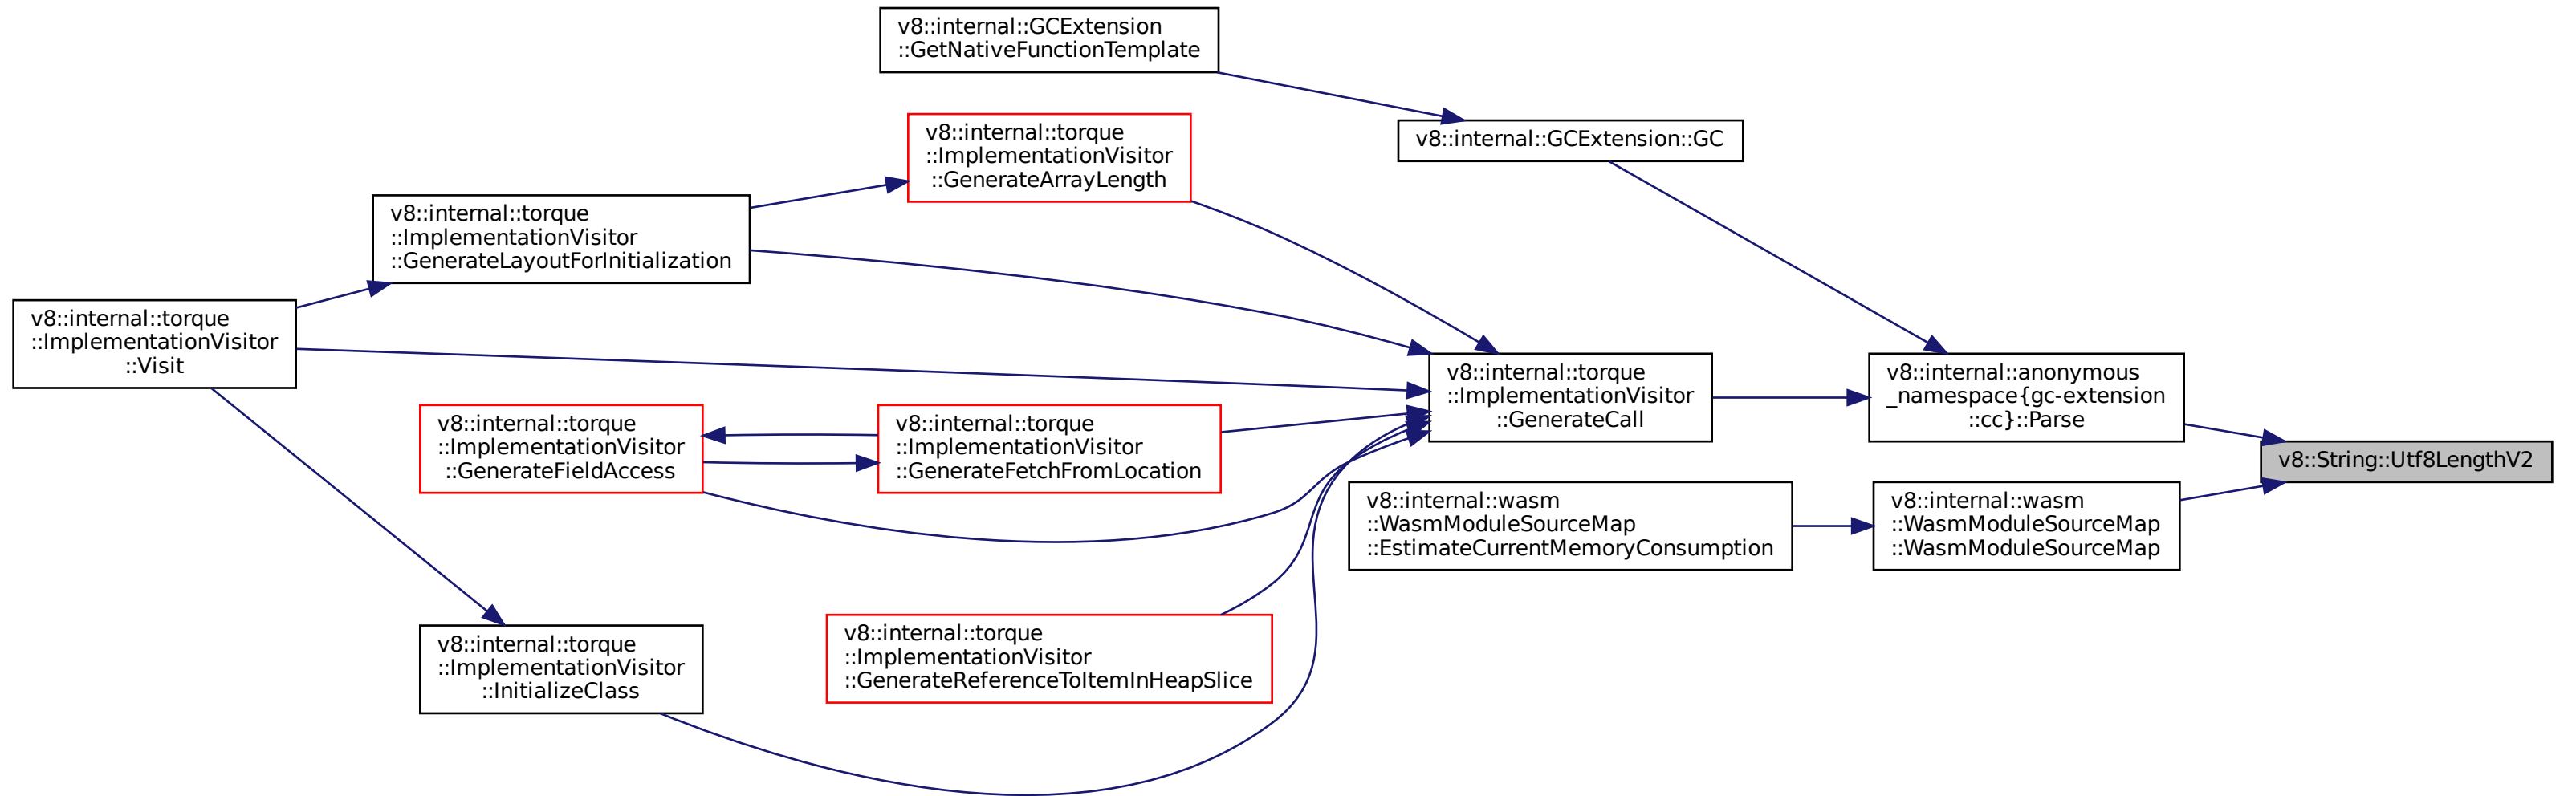 v8::internal::GCExtension
::GetNativeFunctionTemplate
v8::internal::torque
::ImplementationVisitor
::GenerateArrayLength
v8::internal::GCExtension::GC
v8::internal::torque
::ImplementationVisitor
::GenerateLayoutForInitialization
v8::internal::torque
::ImplementationVisitor
::Visit
v8::internal::torque
::ImplementationVisitor
::GenerateCall
v8::internal::anonymous
_namespace{gc-extension
::cc}::Parse
v8::internal::torque
::ImplementationVisitor
::GenerateFieldAccess
v8::internal::torque
::ImplementationVisitor
::GenerateFetchFromLocation
v8::String::Utf8LengthV2
v8::internal::wasm
::WasmModuleSourceMap
::EstimateCurrentMemoryConsumption
v8::internal::wasm
::WasmModuleSourceMap
::WasmModuleSourceMap
v8::internal::torque
::ImplementationVisitor
::GenerateReferenceToItemInHeapSlice
v8::internal::torque
::ImplementationVisitor
::InitializeClass